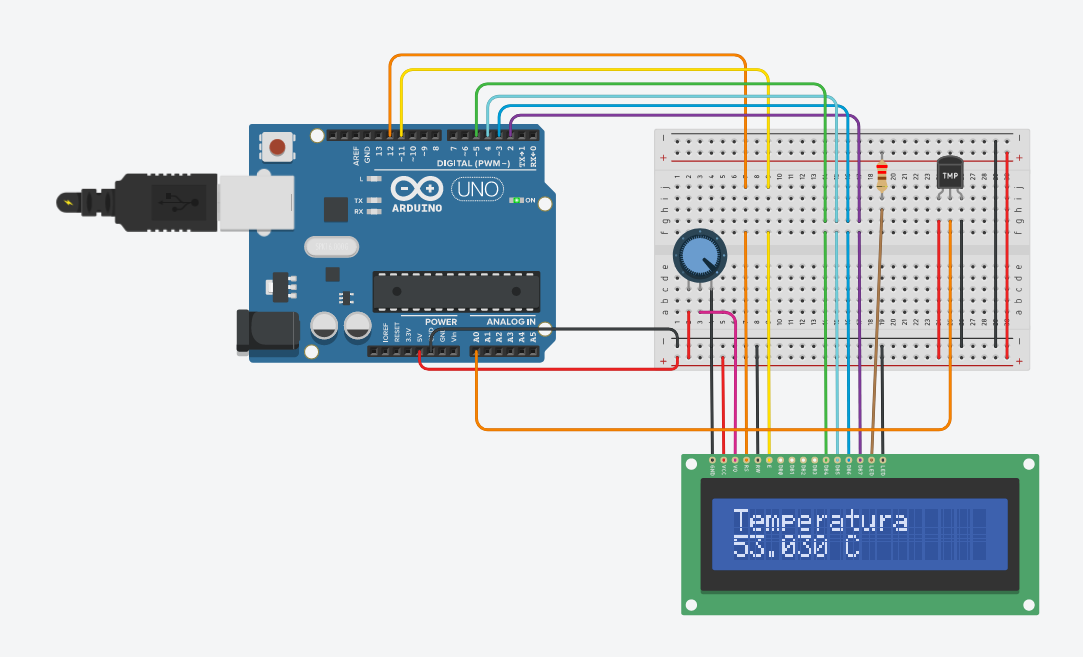 AREF
GND
13
12
~11
~10
~9
8
7
~6
~5
4
~3
2
TX→1
RX←0
DIGITAL (PWM~)
L
TX
RX
UNO
ARDUINO
ON
IOREF
RESET
3.3V
5V
GND
Vin
POWER
ANALOG IN
A0
A1
A2
A3
A4
A5
TMP
GND
VCC
V0
RS
RW
E
DB0
DB1
DB2
DB3
DB4
DB5
DB6
DB7
LED
LED
Temperatura
53.030 C